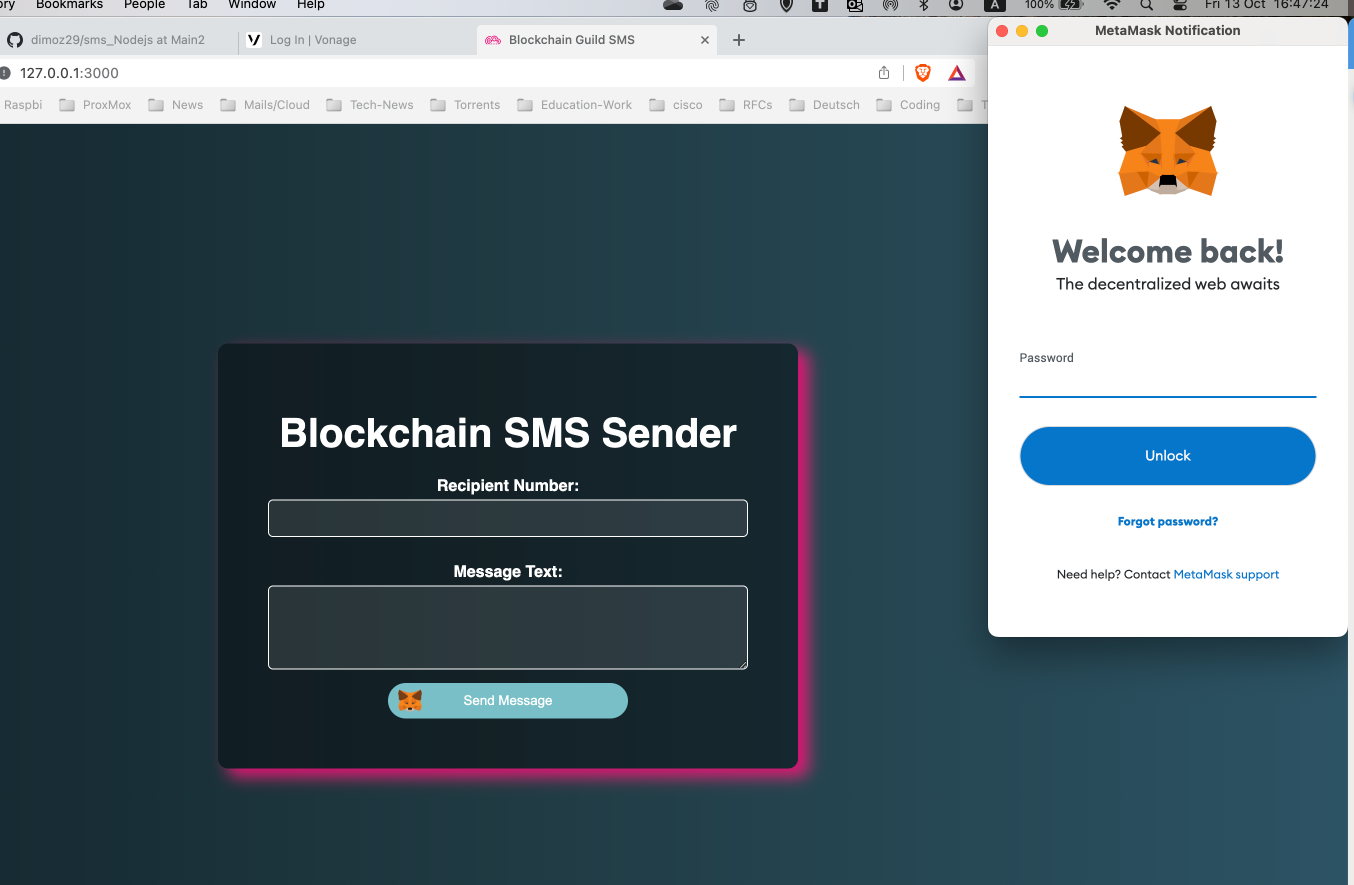 ory Bookmarks People Tab Window Help 100% A Fri 13 Oct 16:47:24
dimoz29/sms_Nodejs at Main2 Log In | Vonage Blockchain Guild SMS
127.0.0.1:3000
Raspbi ProxMox News Mails/Cloud Tech-News Torrents Education-Work cisco RFCs Deutsch Coding T
Blockchain SMS Sender
Recipient Number:
Message Text:
Send Message
MetaMask Notification
Welcome back!
The decentralized web awaits
Password
Unlock
Forgot password?
Need help? Contact MetaMask support